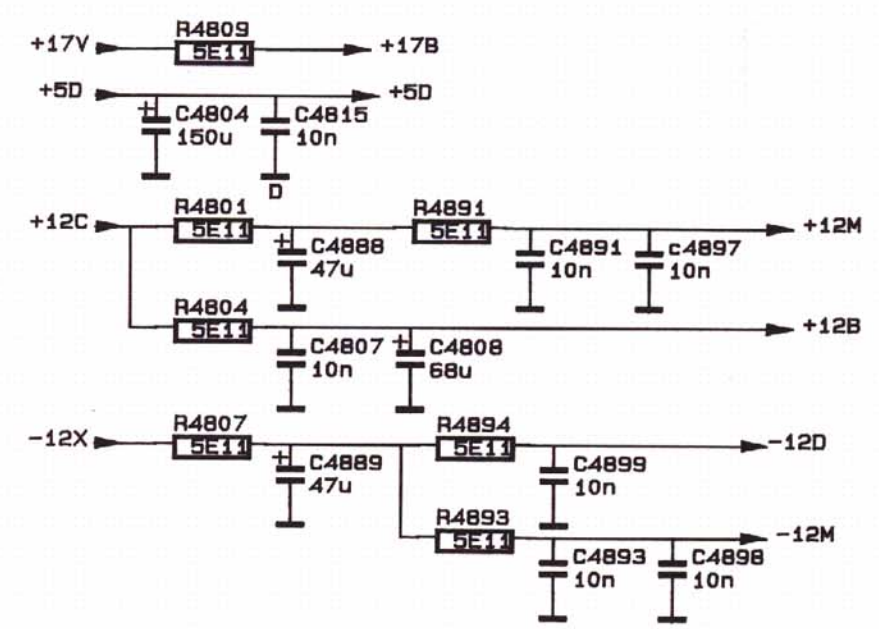 R4809
+17V 5E11 +17B
+5D +5D
C4804 C4815
150u 10n
D
R4801 R4891
+12C 5E11 5E11 +12M
C4888 C4891 C4897
47u 10n 10n
R4804
5E11 +12B
C4807 C4808
10n 68u
R4807 R4894
-12X 5E11 5E11 -12D
C4889 C4899
47u 10n
R4893
5E11 -12M
C4893 C4898
10n 10n